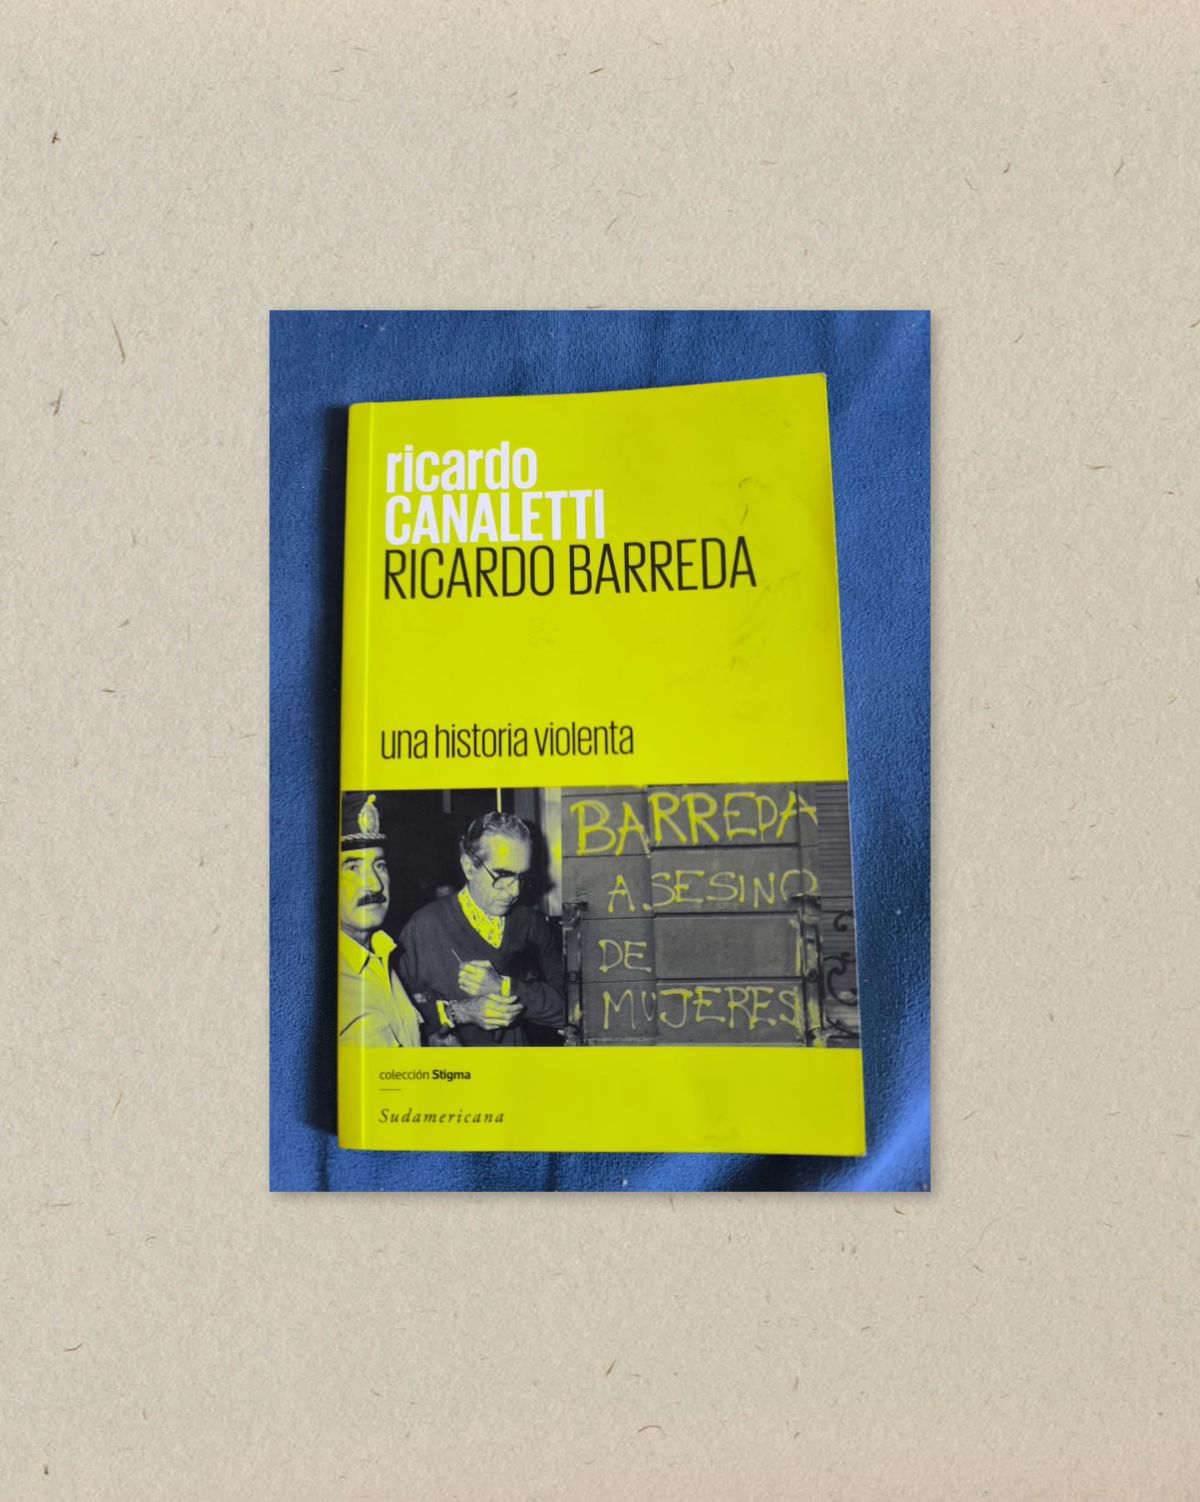 ricardo
CANALETTI
RICARDO BARREDA
una historia violenta
BARREDA
ASESINO
DE
MUJERES
colección Stigma
Sudamericana